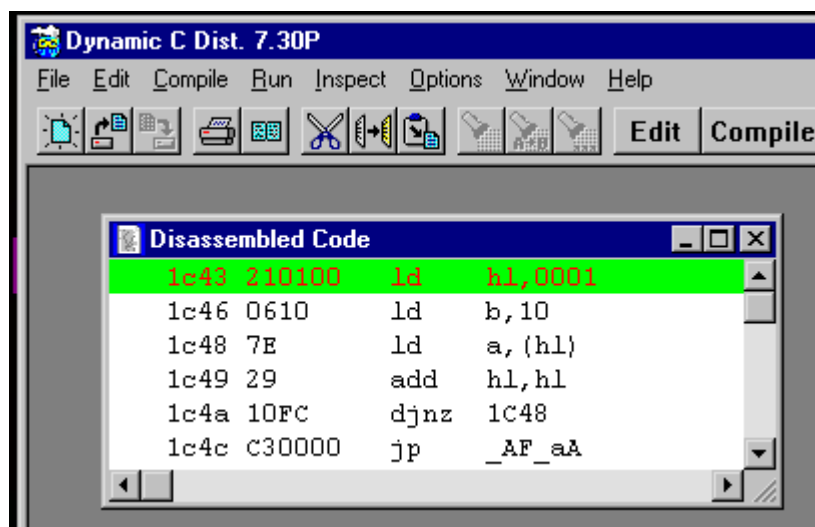 Dynamic C Dist. 7.30P
File Edit Compile Run Inspect Options Window Help
Edit Compile
Disassembled Code
1c43 210100 ld hl,0001
1c46 0610 ld b,10
1c48 7E ld a,(hl)
1c49 29 add hl,hl
1c4a 10FC djnz 1C48
1c4c C30000 jp _AF_aA